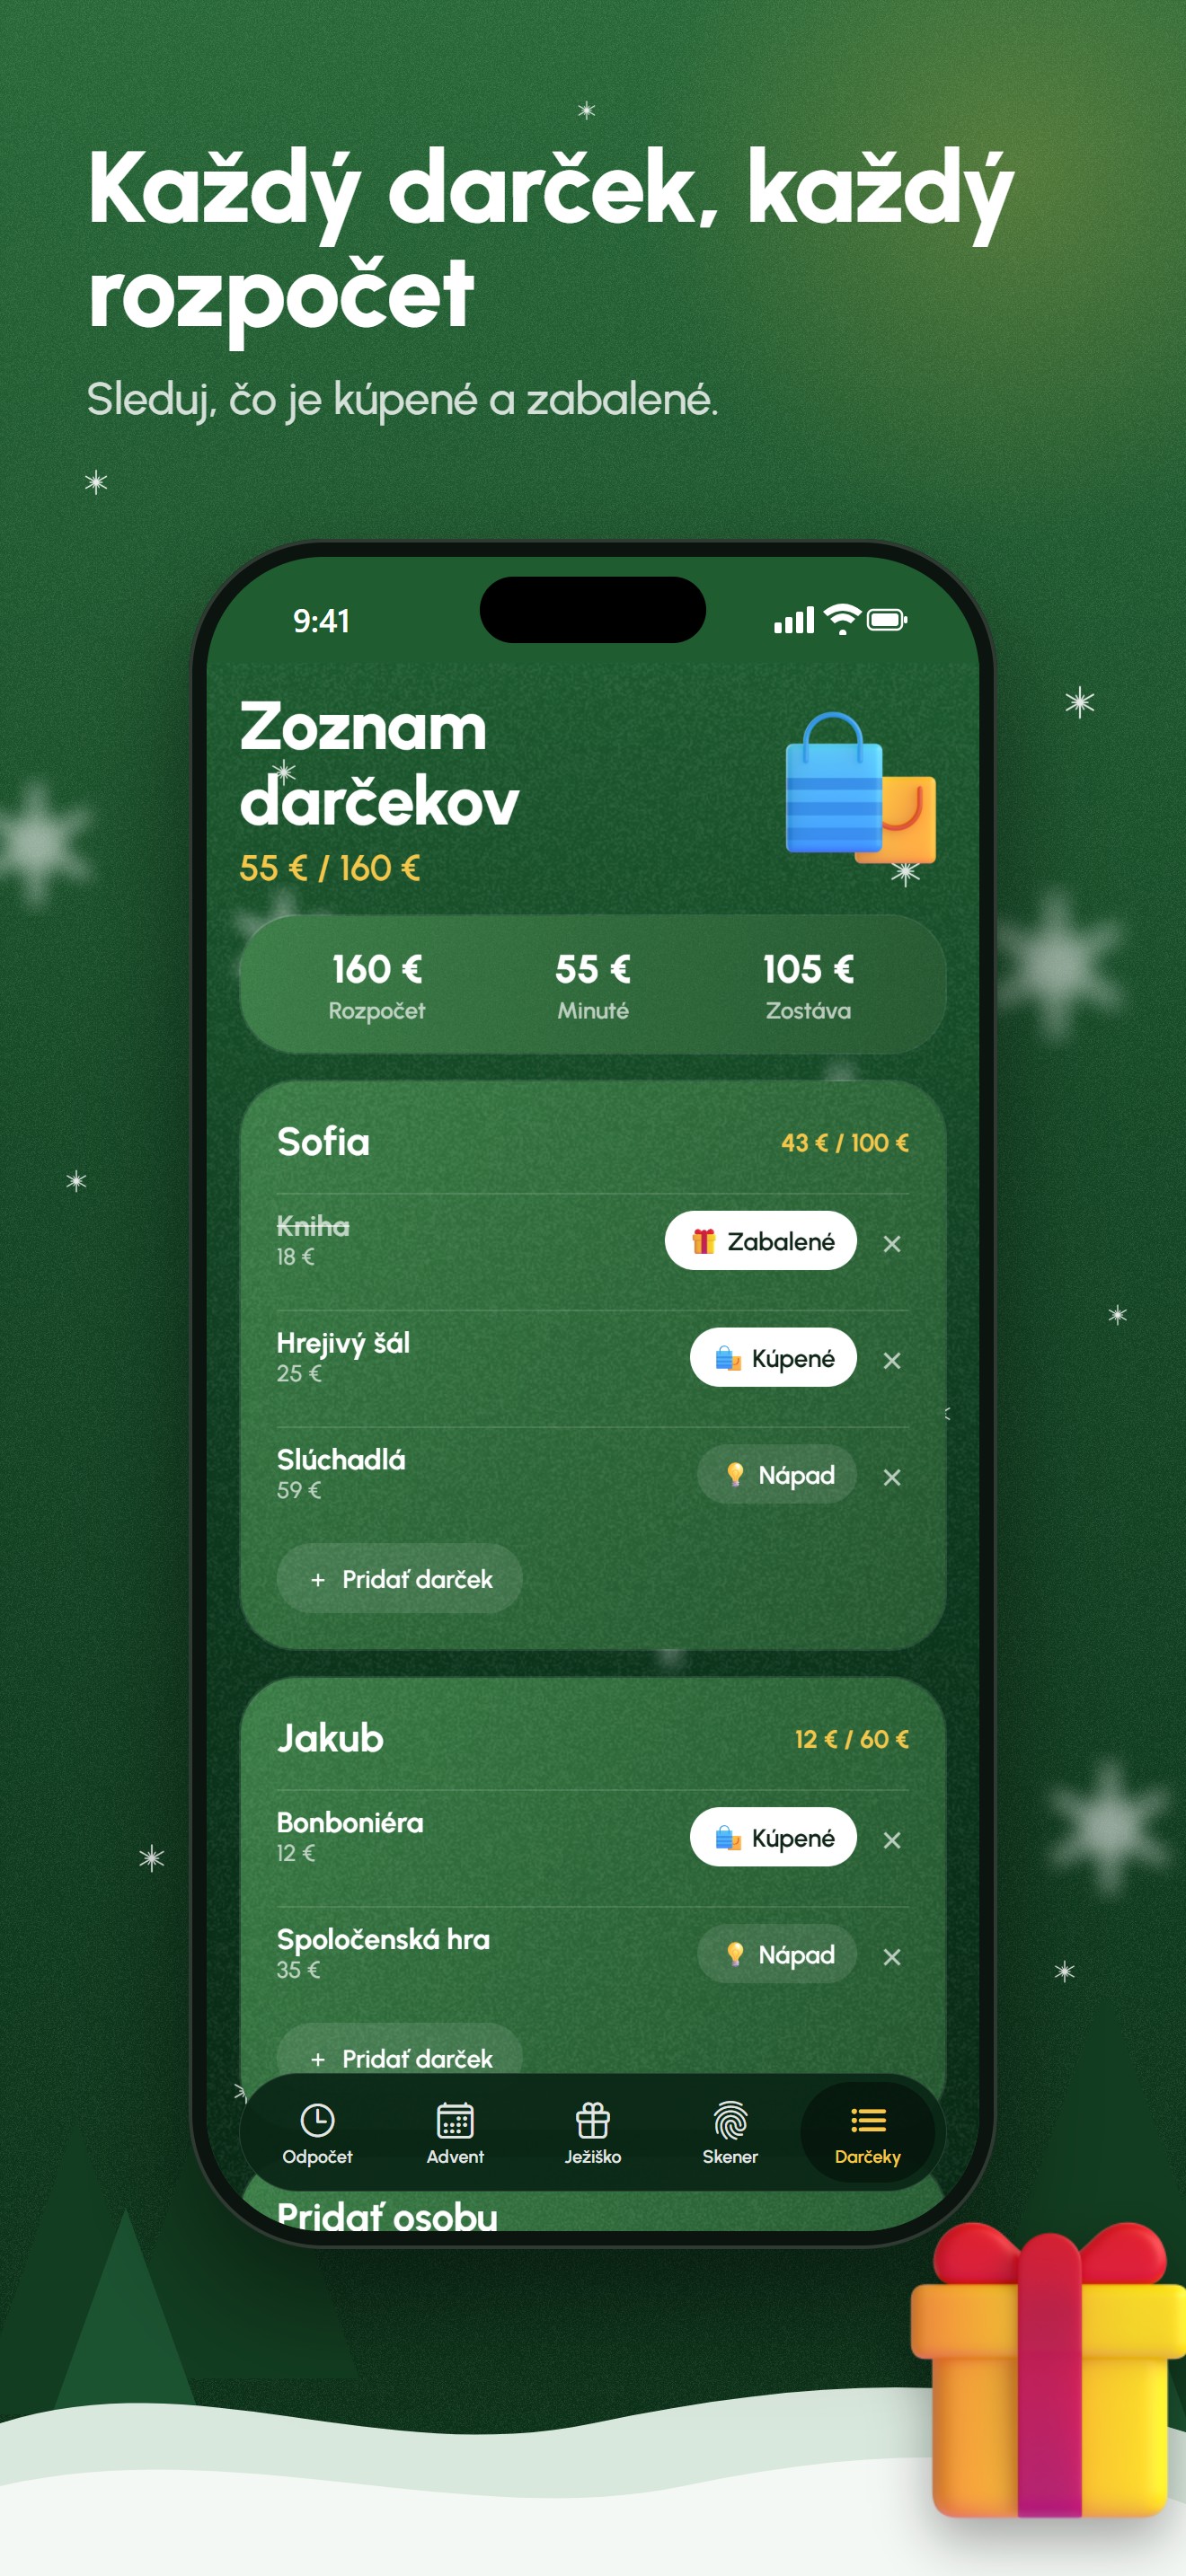 Každý darček, každý
rozpočet
Sleduj, čo je kúpené a zabalené.
9:41
Zoznam
darčekov
55 € / 160 €
160 € 55 € 105 €
Rozpočet Minuté Zostáva
Sofia 43 € / 100 €
Kniha
18 €
Zabalené ×
Hrejivý šál
25 €
Kúpené ×
Slúchadlá
59 €
Nápad ×
+ Pridať darček
Jakub 12 € / 60 €
Bonboniéra
12 €
Kúpené ×
Spoločenská hra
35 €
Nápad ×
+ Pridať darček
Odpočet Advent Ježiško Skener Darčeky
Pridať osobu